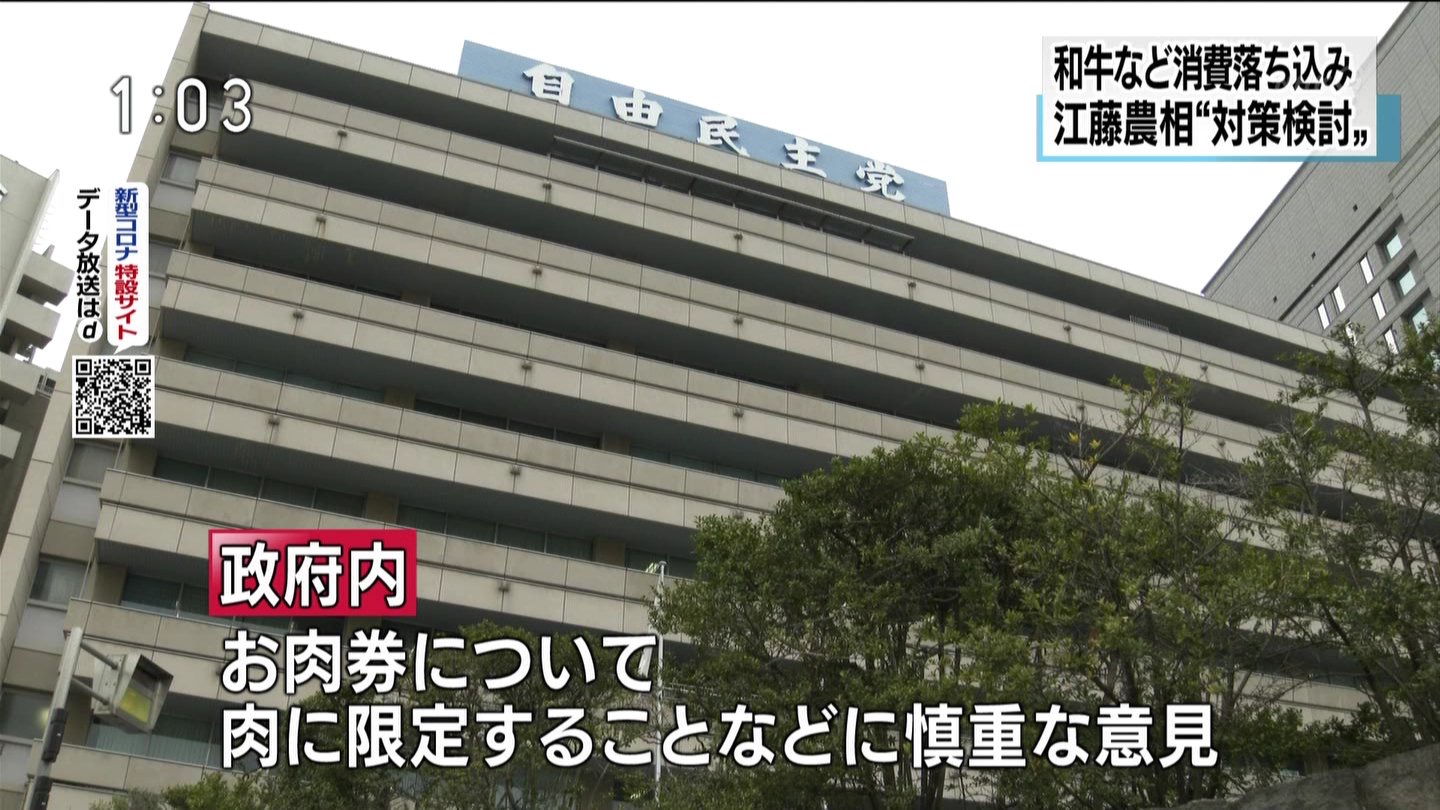 1:03
自由民主党
和牛など消費落ち込み
江藤農相“対策検討„
新型コロナ 特設サイト
データ放送はd
政府内
お肉券について
肉に限定することなどに慎重な意見